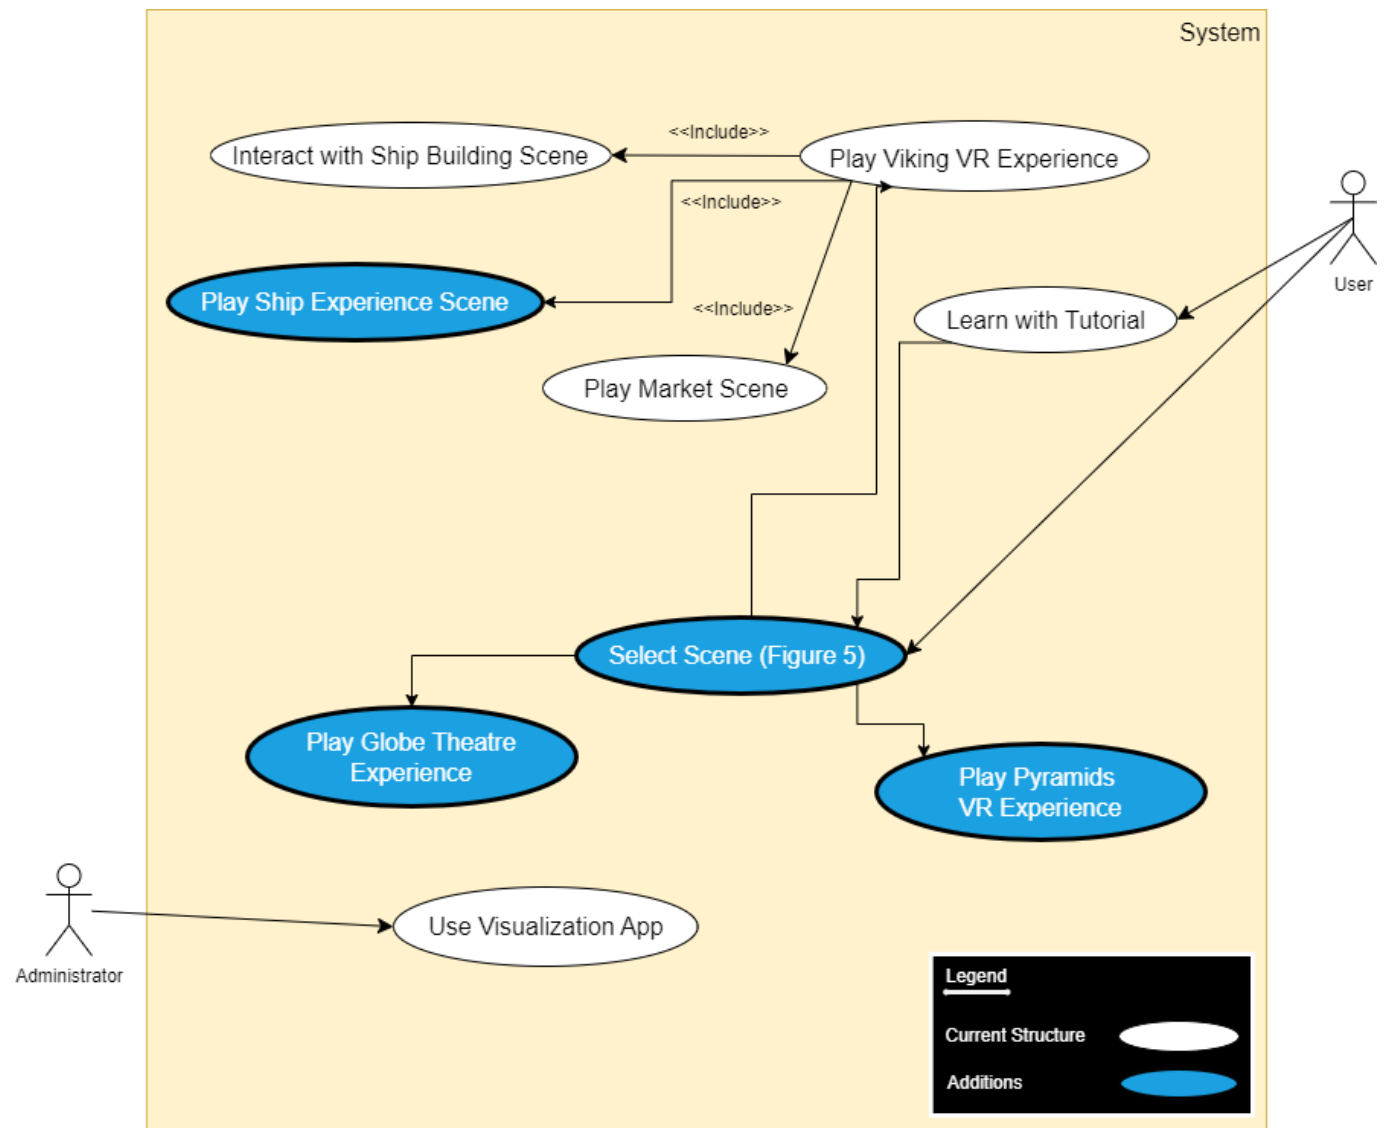 System
<<Include>>
Interact with Ship Building Scene
Play Viking VR Experience
<<Include>>
Play Ship Experience Scene
User
<<Include>>
Learn with Tutorial
Play Market Scene
Select Scene (Figure 5)
Play Globe Theatre
Experience
Play Pyramids
VR Experience
Use Visualization App
Administrator
Legend
Current Structure
Additions